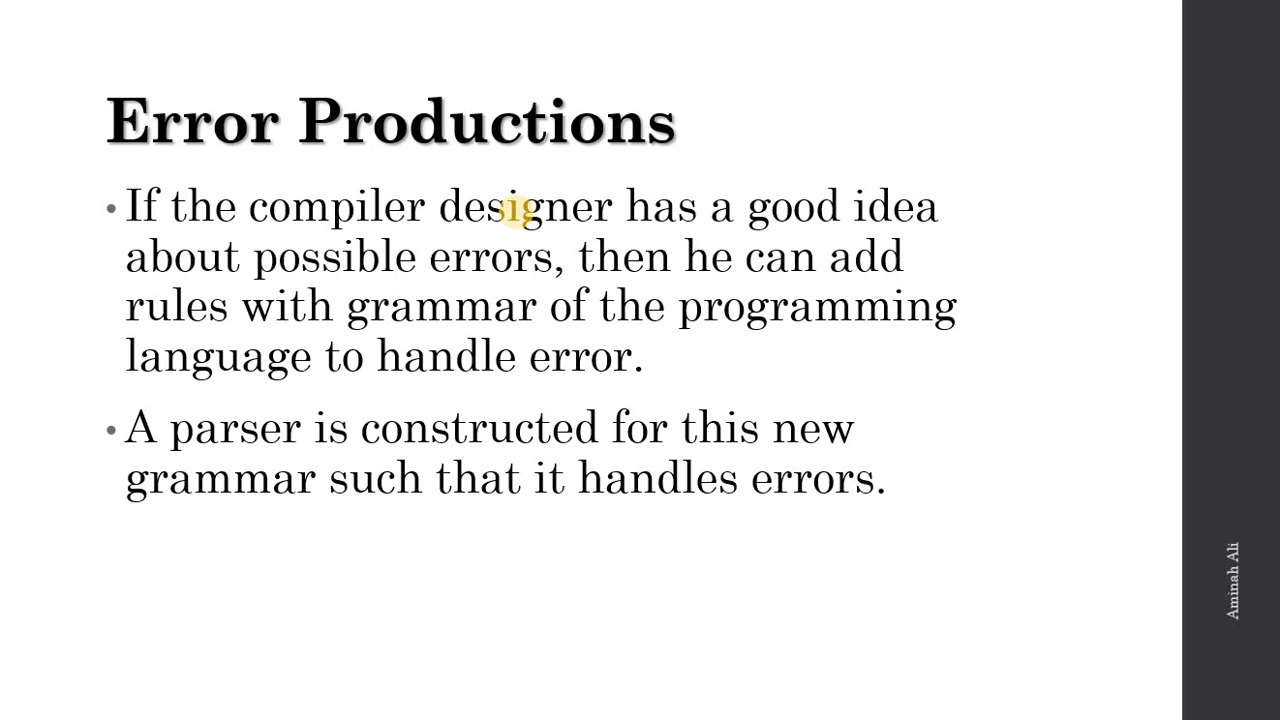 Error Productions
• If the compiler designer has a good idea
about possible errors, then he can add
rules with grammar of the programming
language to handle error.
• A parser is constructed for this new
grammar such that it handles errors.
Aminah Ali